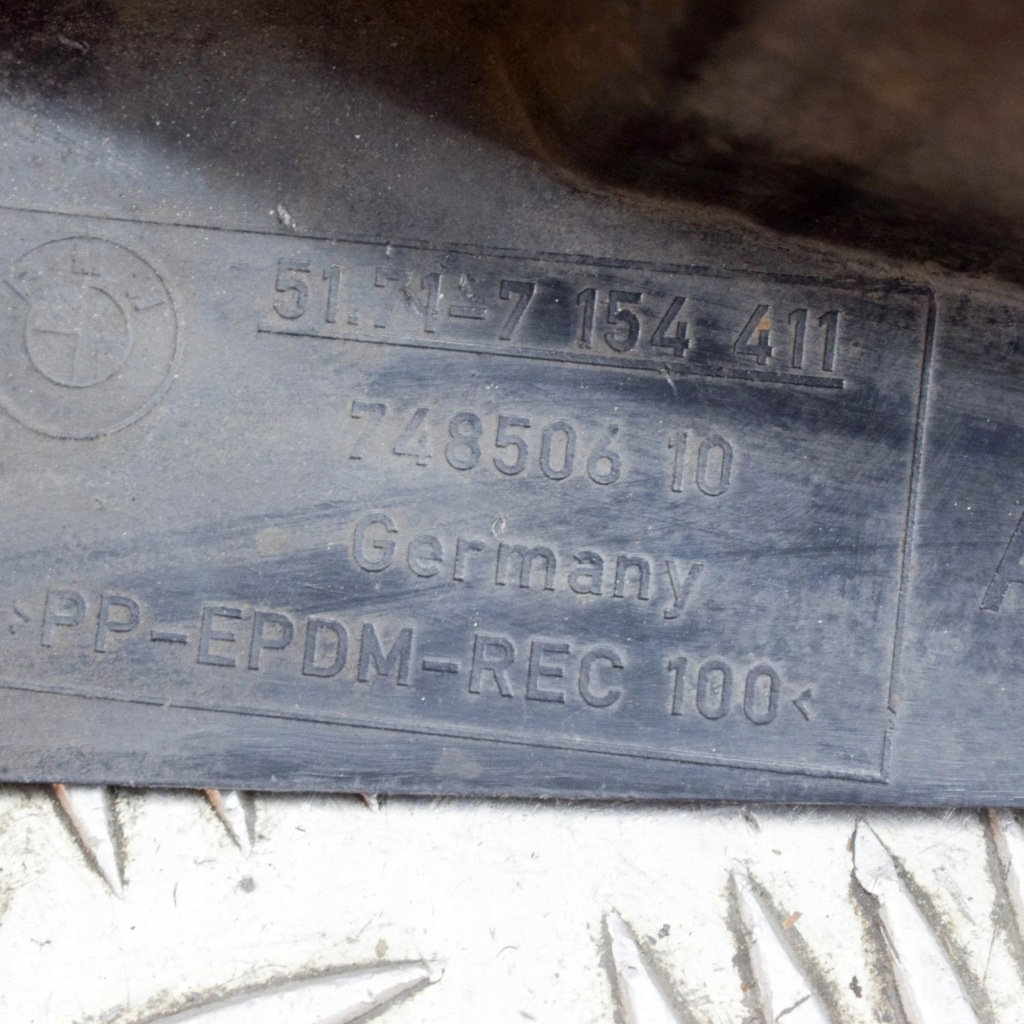 51.71-7 154 411
748506 10
Germany
>PP-EPDM-REC 100<